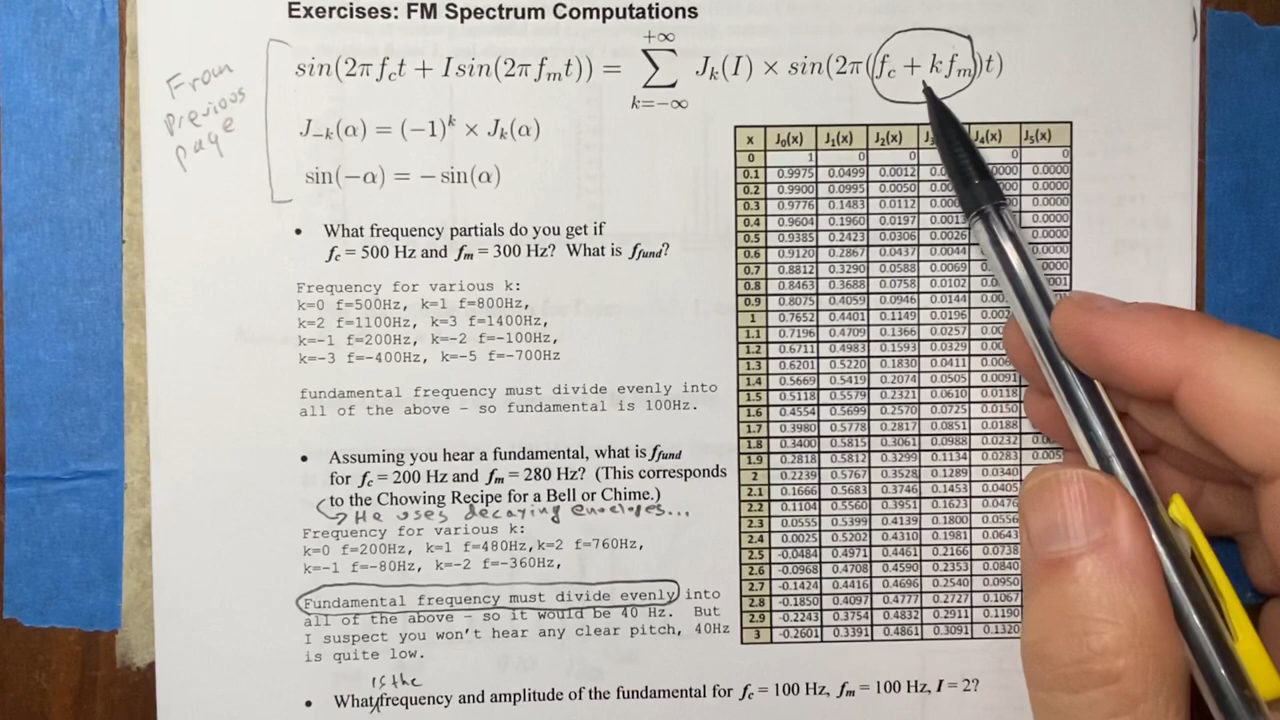 Exercises: FM Spectrum Computations
From
previous
page
sin(2πf_c t + I sin(2πf_m t)) = ∑_{k=−∞}^{+∞} J_k(I) × sin(2π(f_c + kf_m)t)
J_{−k}(α) = (−1)^k × J_k(α)
sin(−α) = − sin(α)
• What frequency partials do you get if
f_c = 500 Hz and f_m = 300 Hz? What is f_fund?
Frequency for various k:
k=0 f=500Hz, k=1 f=800Hz,
k=2 f=1100Hz, k=3 f=1400Hz,
k=-1 f=200Hz, k=-2 f=-100Hz,
k=-3 f=-400Hz, k=-5 f=-700Hz
fundamental frequency must divide evenly into
all of the above – so fundamental is 100Hz.
• Assuming you hear a fundamental, what is f_fund
for f_c = 200 Hz and f_m = 280 Hz? (This corresponds
to the Chowing Recipe for a Bell or Chime.)
He uses decaying envelopes...
Frequency for various k:
k=0 f=200Hz, k=1 f=480Hz, k=2 f=760Hz,
k=-1 f=-80Hz, k=-2 f=-360Hz,
Fundamental frequency must divide evenly into
all of the above – so it would be 40 Hz. But
I suspect you won't hear any clear pitch, 40Hz
is quite low.
is the
• What frequency and amplitude of the fundamental for f_c = 100 Hz, f_m = 100 Hz, I = 2?
x J0(x) J1(x) J2(x) J4(x) J5(x)
0 1 0 0 0 0
0.1 0.9975 0.0499 0.0012 0.0000
0.2 0.9900 0.0995 0.0050 0.0000
0.3 0.9776 0.1483 0.0112 0.0000
0.4 0.9604 0.1960 0.0197 0.0013 0.0000
0.5 0.9385 0.2423 0.0306 0.0026 0.0000
0.6 0.9120 0.2867 0.0437 0.0044
0.7 0.8812 0.3290 0.0588 0.0069
0.8 0.8463 0.3688 0.0758 0.0102
0.9 0.8075 0.4059 0.0946 0.0144
1 0.7652 0.4401 0.1149 0.0196
1.1 0.7196 0.4709 0.1366 0.0257
1.2 0.6711 0.4983 0.1593 0.0329
1.3 0.6201 0.5220 0.1830 0.0411
1.4 0.5669 0.5419 0.2074 0.0505 0.0091
1.5 0.5118 0.5579 0.2321 0.0610 0.0118
1.6 0.4554 0.5699 0.2570 0.0725 0.0150
1.7 0.3980 0.5778 0.2817 0.0851 0.0188
1.8 0.3400 0.5815 0.3061 0.0988 0.0232
1.9 0.2818 0.5812 0.3299 0.1134 0.0283
2 0.2239 0.5767 0.3528 0.1289 0.0340
2.1 0.1666 0.5683 0.3746 0.1453 0.0405
2.2 0.1104 0.5560 0.3951 0.1623 0.0476
2.3 0.0555 0.5399 0.4139 0.1800 0.0556
2.4 0.0025 0.5202 0.4310 0.1981 0.0643
2.5 -0.0484 0.4971 0.4461 0.2166 0.0738
2.6 -0.0968 0.4708 0.4590 0.2353 0.0840
2.7 -0.1424 0.4416 0.4696 0.2540 0.0950
2.8 -0.1850 0.4097 0.4777 0.2727 0.1067
2.9 -0.2243 0.3754 0.4832 0.2911 0.1190
3 -0.2601 0.3391 0.4861 0.3091 0.1320